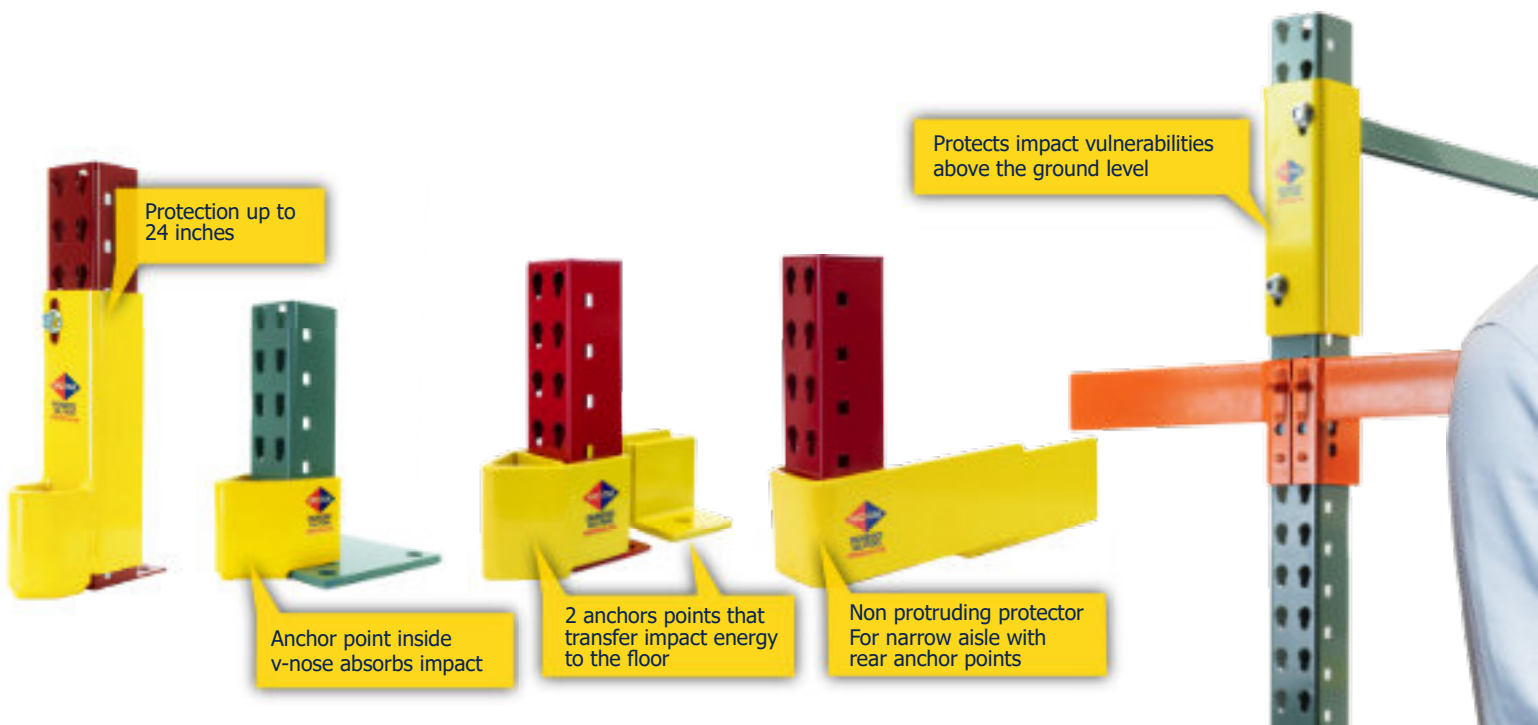 Protects impact vulnerabilities
above the ground level
Protection up to
24 inches
Anchor point inside
v-nose absorbs impact
2 anchors points that
transfer impact energy
to the floor
Non protruding protector
For narrow aisle with
rear anchor points